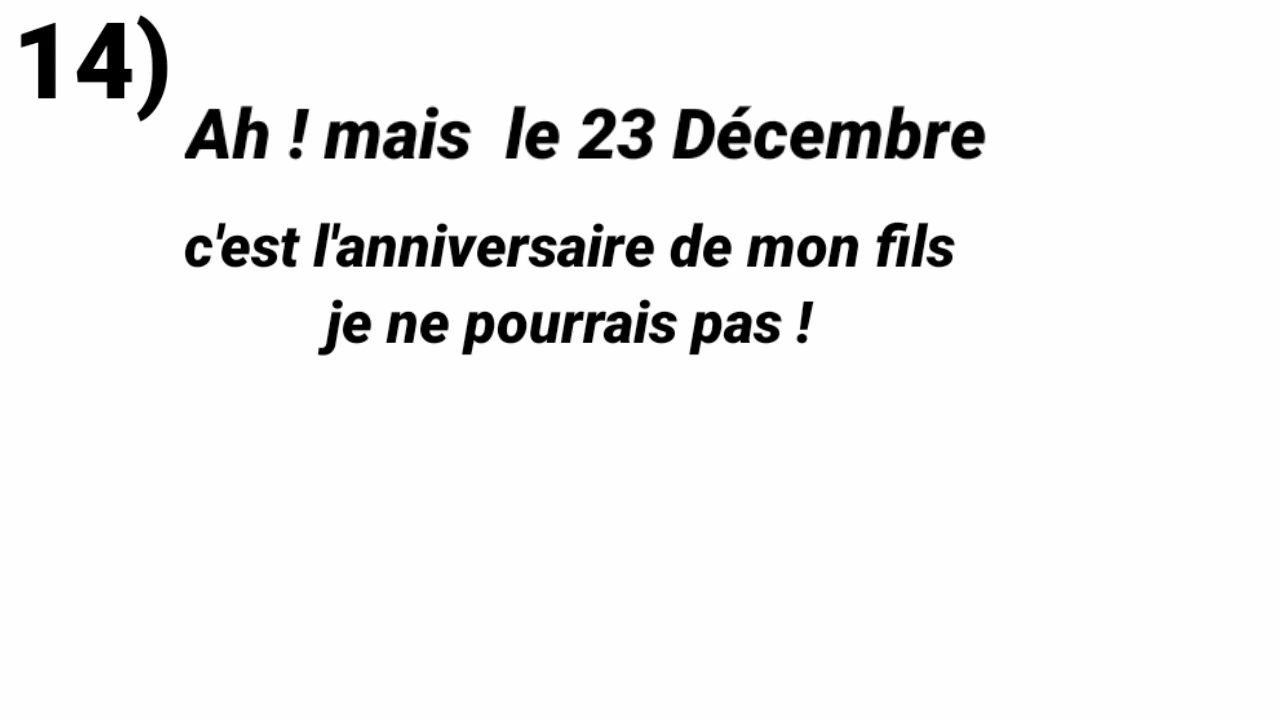 14)
Ah ! mais  le 23 Décembre
c'est l'anniversaire de mon fils
je ne pourrais pas !